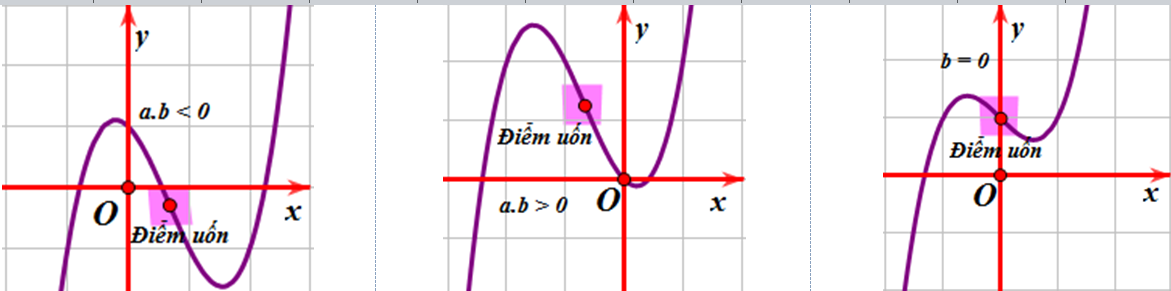 y
a.b < 0
O
x
Điểm uốn
y
Điểm uốn
a.b > 0
O
x
y
b = 0
Điểm uốn
O
x